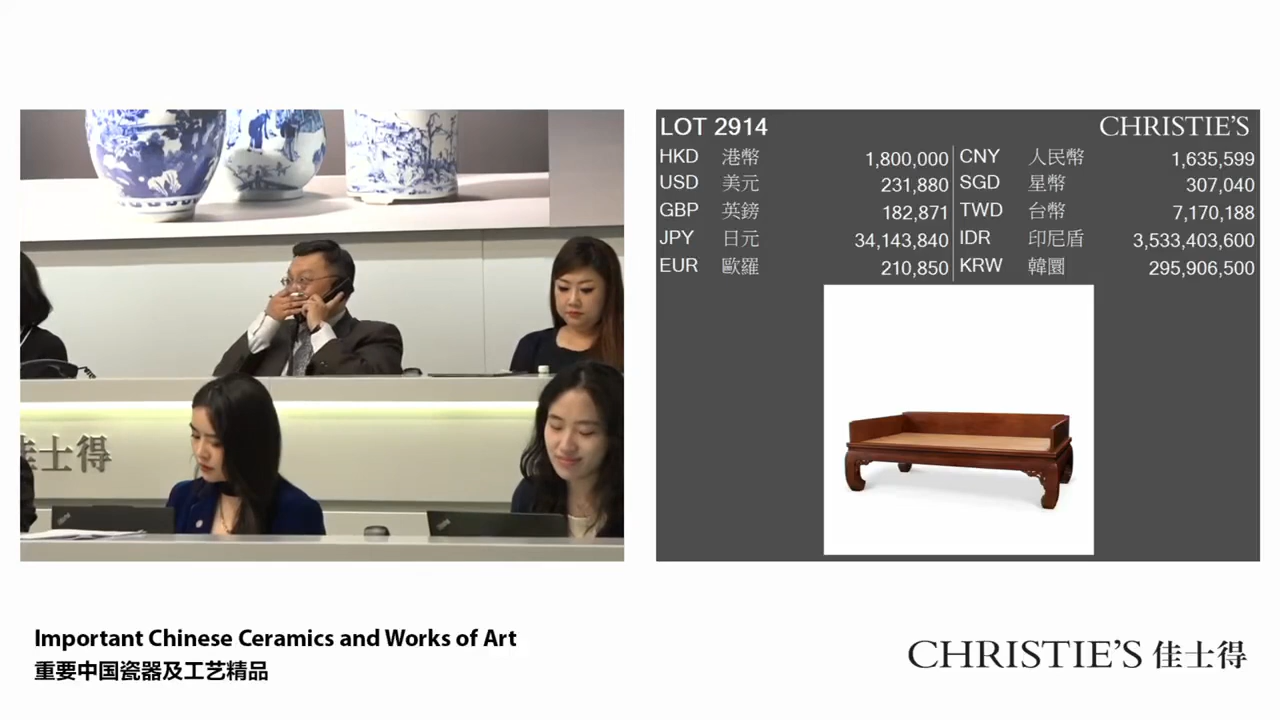 佳士得
LOT 2914
CHRISTIE'S
HKD 港幣 1,800,000 CNY 人民幣 1,635,599
USD 美元 231,880 SGD 星幣 307,040
GBP 英鎊 182,871 TWD 台幣 7,170,188
JPY 日元 34,143,840 IDR 印尼盾 3,533,403,600
EUR 歐羅 210,850 KRW 韓圜 295,906,500
Important Chinese Ceramics and Works of Art
重要中国瓷器及工艺精品
CHRISTIE'S 佳士得